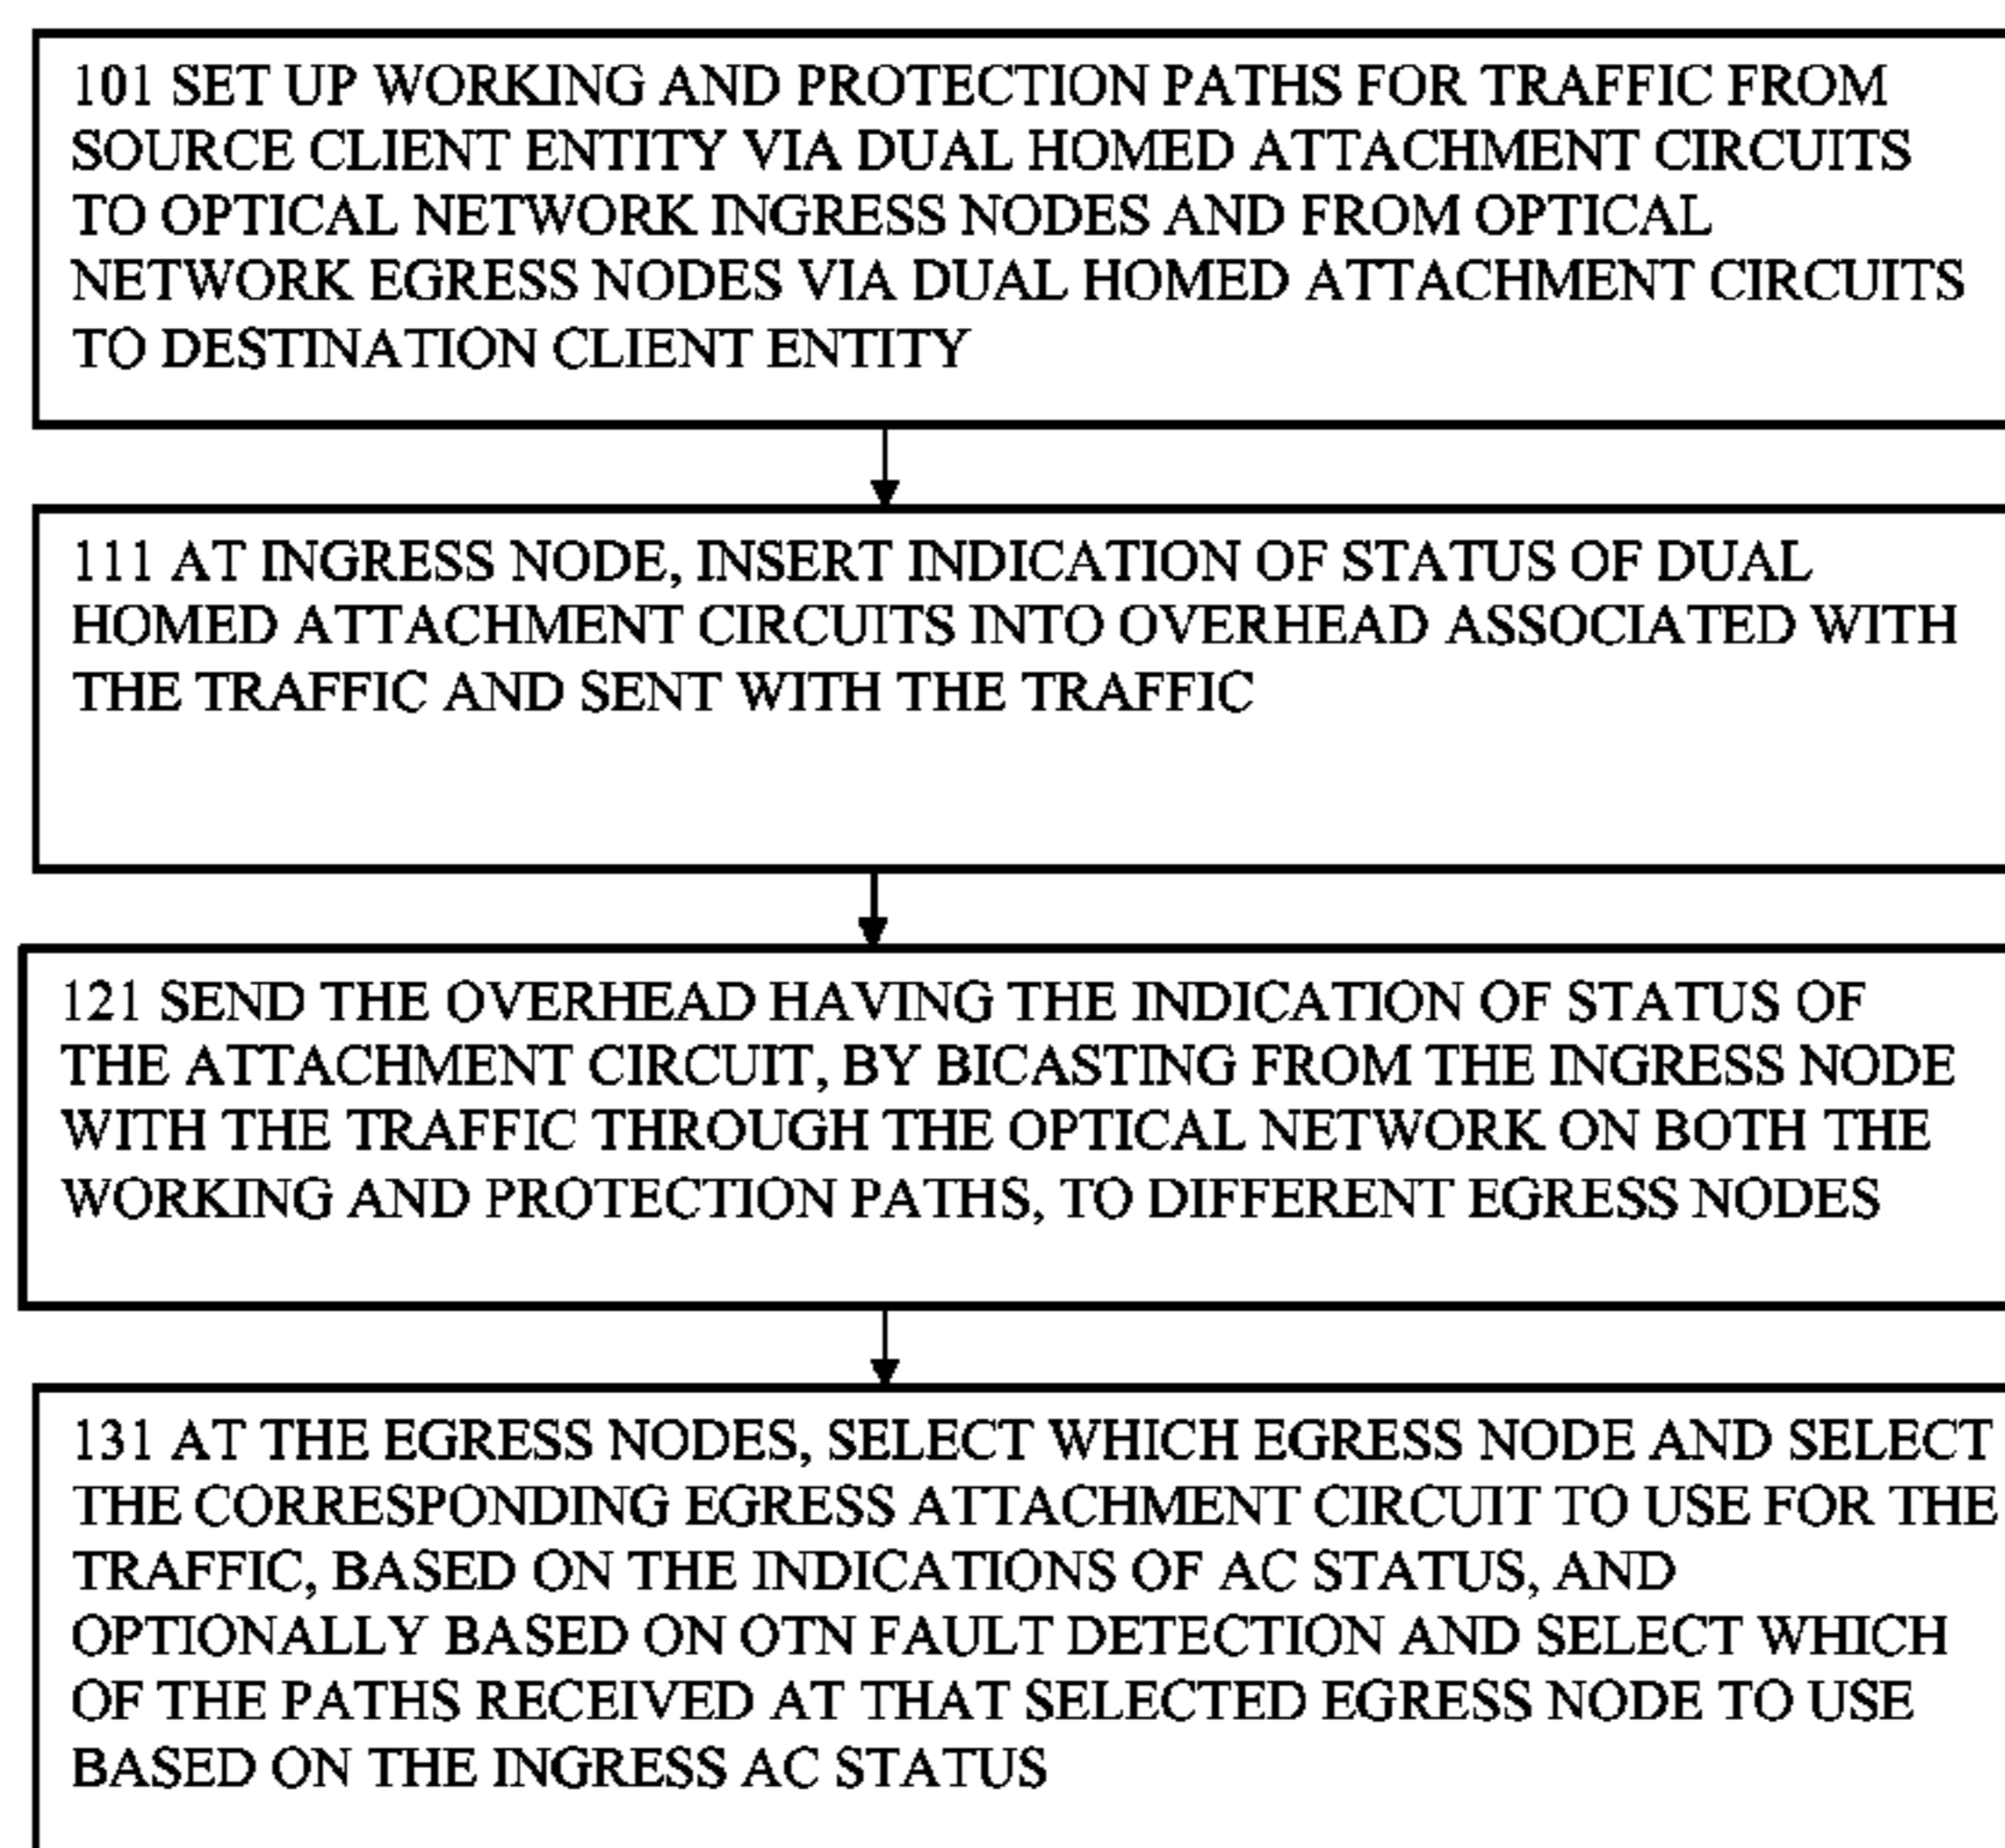 101 SET UP WORKING AND PROTECTION PATHS FOR TRAFFIC FROM
SOURCE CLIENT ENTITY VIA DUAL HOMED ATTACHMENT CIRCUITS
TO OPTICAL NETWORK INGRESS NODES AND FROM OPTICAL
NETWORK EGRESS NODES VIA DUAL HOMED ATTACHMENT CIRCUITS
TO DESTINATION CLIENT ENTITY
111 AT INGRESS NODE, INSERT INDICATION OF STATUS OF DUAL
HOMED ATTACHMENT CIRCUITS INTO OVERHEAD ASSOCIATED WITH
THE TRAFFIC AND SENT WITH THE TRAFFIC
121 SEND THE OVERHEAD HAVING THE INDICATION OF STATUS OF
THE ATTACHMENT CIRCUIT, BY BICASTING FROM THE INGRESS NODE
WITH THE TRAFFIC THROUGH THE OPTICAL NETWORK ON BOTH THE
WORKING AND PROTECTION PATHS, TO DIFFERENT EGRESS NODES
131 AT THE EGRESS NODES, SELECT WHICH EGRESS NODE AND SELECT
THE CORRESPONDING EGRESS ATTACHMENT CIRCUIT TO USE FOR THE
TRAFFIC, BASED ON THE INDICATIONS OF AC STATUS, AND
OPTIONALLY BASED ON OTN FAULT DETECTION AND SELECT WHICH
OF THE PATHS RECEIVED AT THAT SELECTED EGRESS NODE TO USE
BASED ON THE INGRESS AC STATUS